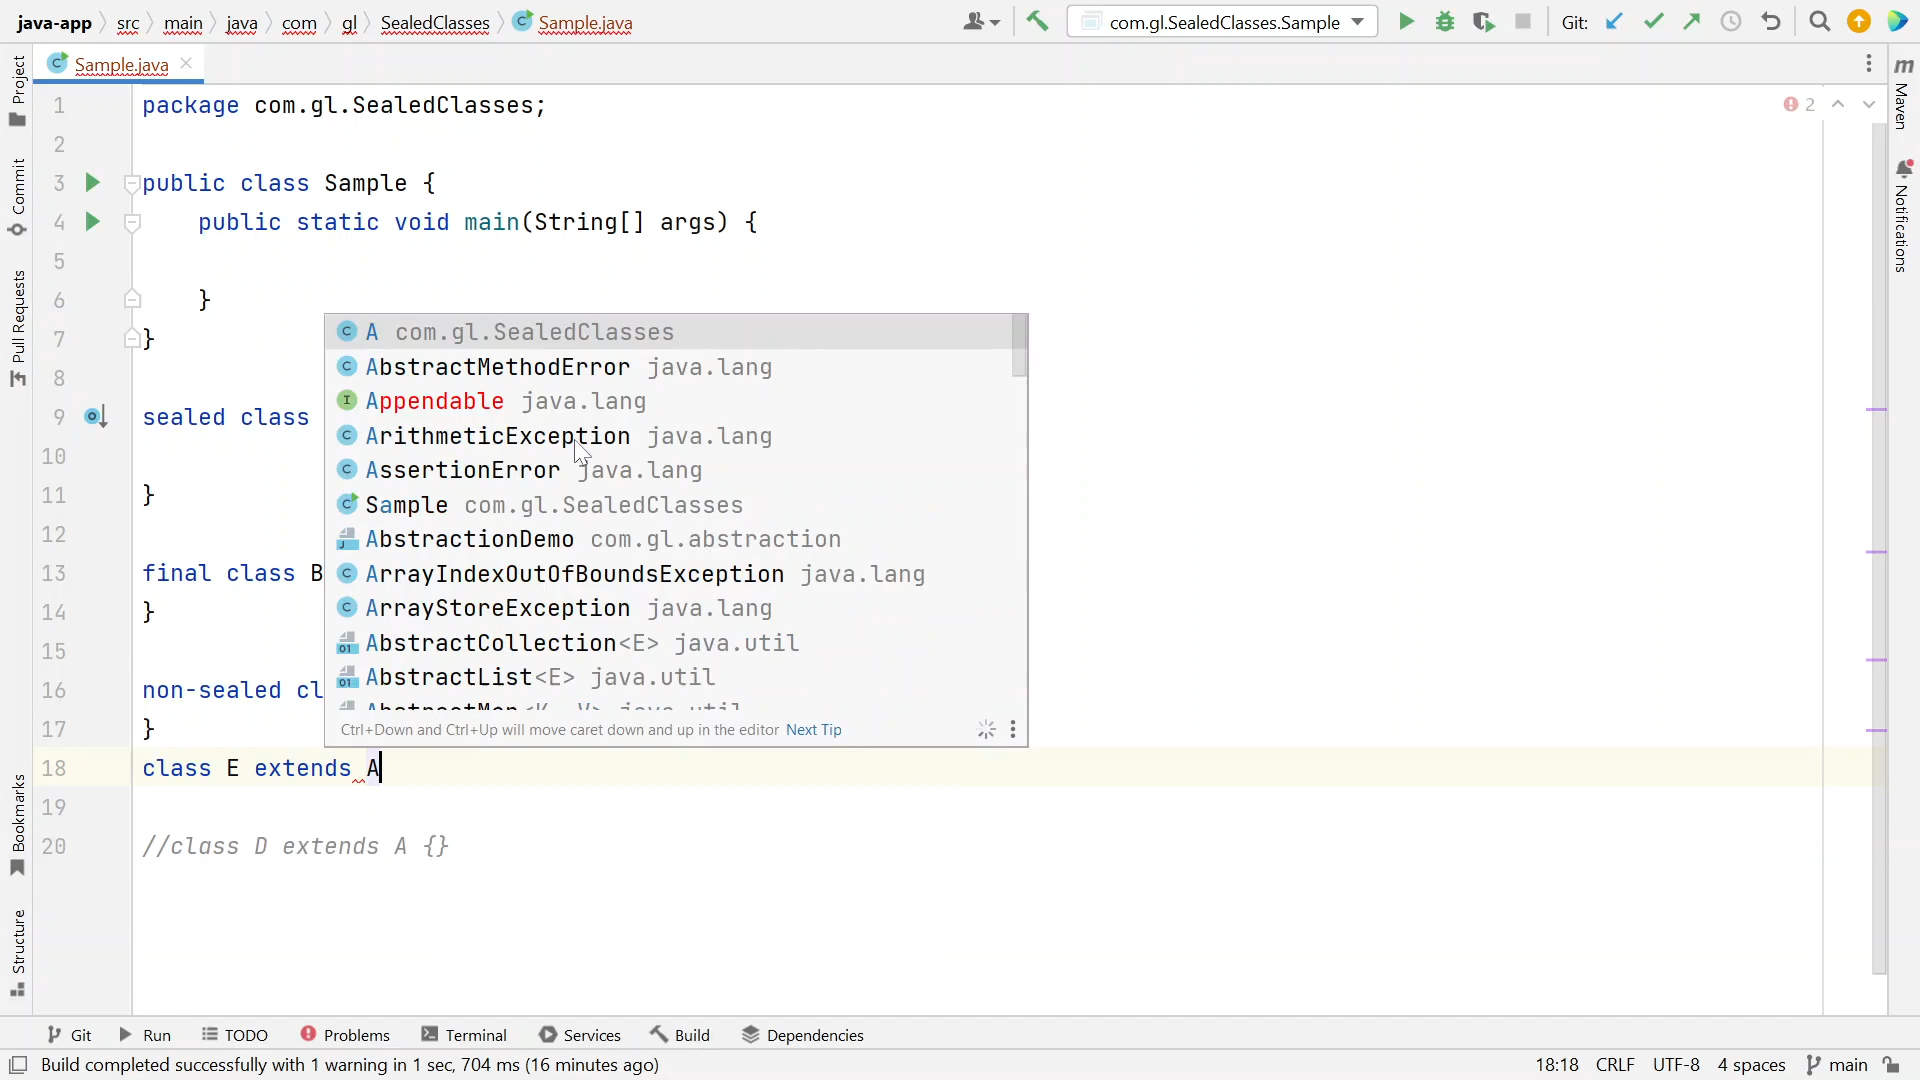 java-app src main java com gl SealedClasses Sample.java com.gl.SealedClasses.Sample Git:
Sample.java
Project
Commit
Pull Requests
Bookmarks
Structure
1 package com.gl.SealedClasses;
2
3 public class Sample {
4 public static void main(String[] args) {
5
6 }
7 }
8
9 sealed class
10
11 }
12
13 final class B
14 }
15
16 non-sealed cl
17 }
18 class E extends A
19
20 //class D extends A {}
A com.gl.SealedClasses
AbstractMethodError java.lang
Appendable java.lang
ArithmeticException java.lang
AssertionError java.lang
Sample com.gl.SealedClasses
AbstractionDemo com.gl.abstraction
ArrayIndexOutOfBoundsException java.lang
ArrayStoreException java.lang
AbstractCollection<E> java.util
AbstractList<E> java.util
Ctrl+Down and Ctrl+Up will move caret down and up in the editor Next Tip
2
m
Maven
Notifications
Git Run TODO Problems Terminal Services Build Dependencies
Build completed successfully with 1 warning in 1 sec, 704 ms (16 minutes ago) 18:18 CRLF UTF-8 4 spaces main